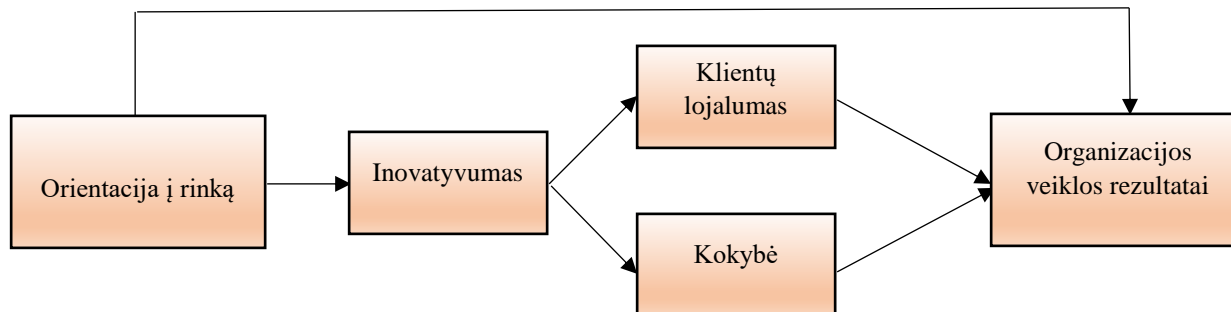 Orientacija į rinką
Inovatyvumas
Klientų
lojalumas
Kokybė
Organizacijos
veiklos rezultatai